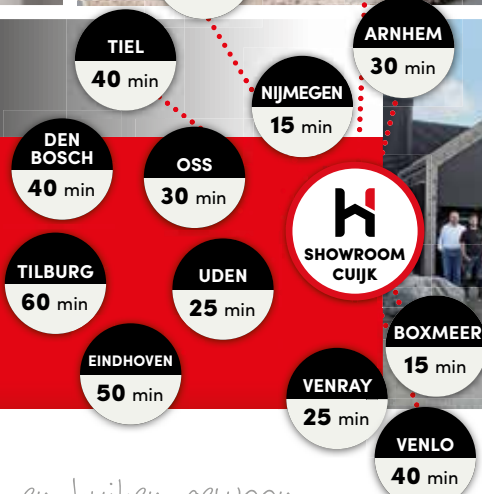 TIEL
40 min
ARNHEM
30 min
NIJMEGEN
15 min
DEN
BOSCH
40 min
OSS
30 min
SHOWROOM
CUIJK
TILBURG
60 min
UDEN
25 min
BOXMEER
15 min
EINDHOVEN
50 min
VENRAY
25 min
VENLO
40 min